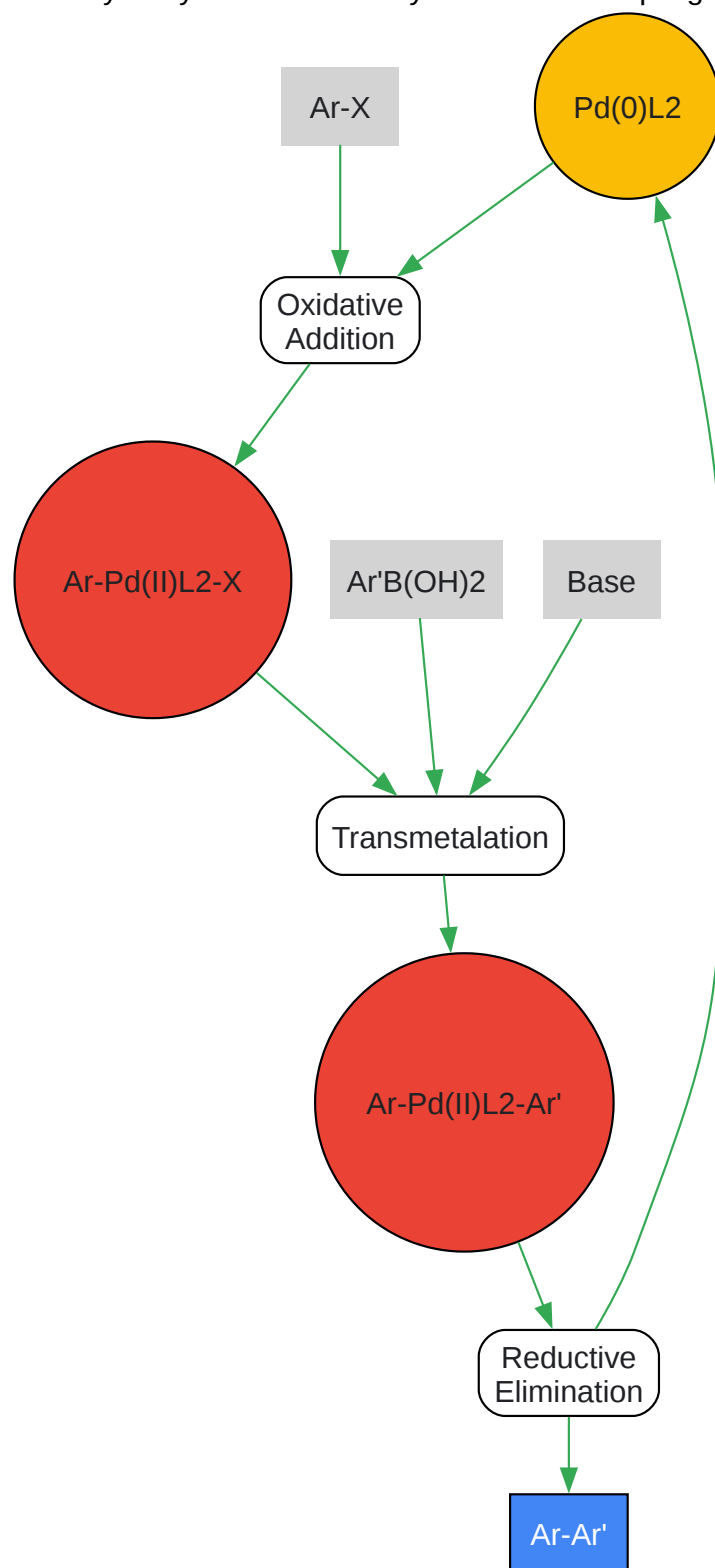 Ar-X
Pd(0)L2
Oxidative
Addition
Ar-Pd(II)L2-X
Ar'B(OH)2
Base
Transmetalation
Ar-Pd(II)L2-Ar'
Reductive
Elimination
Ar-Ar'